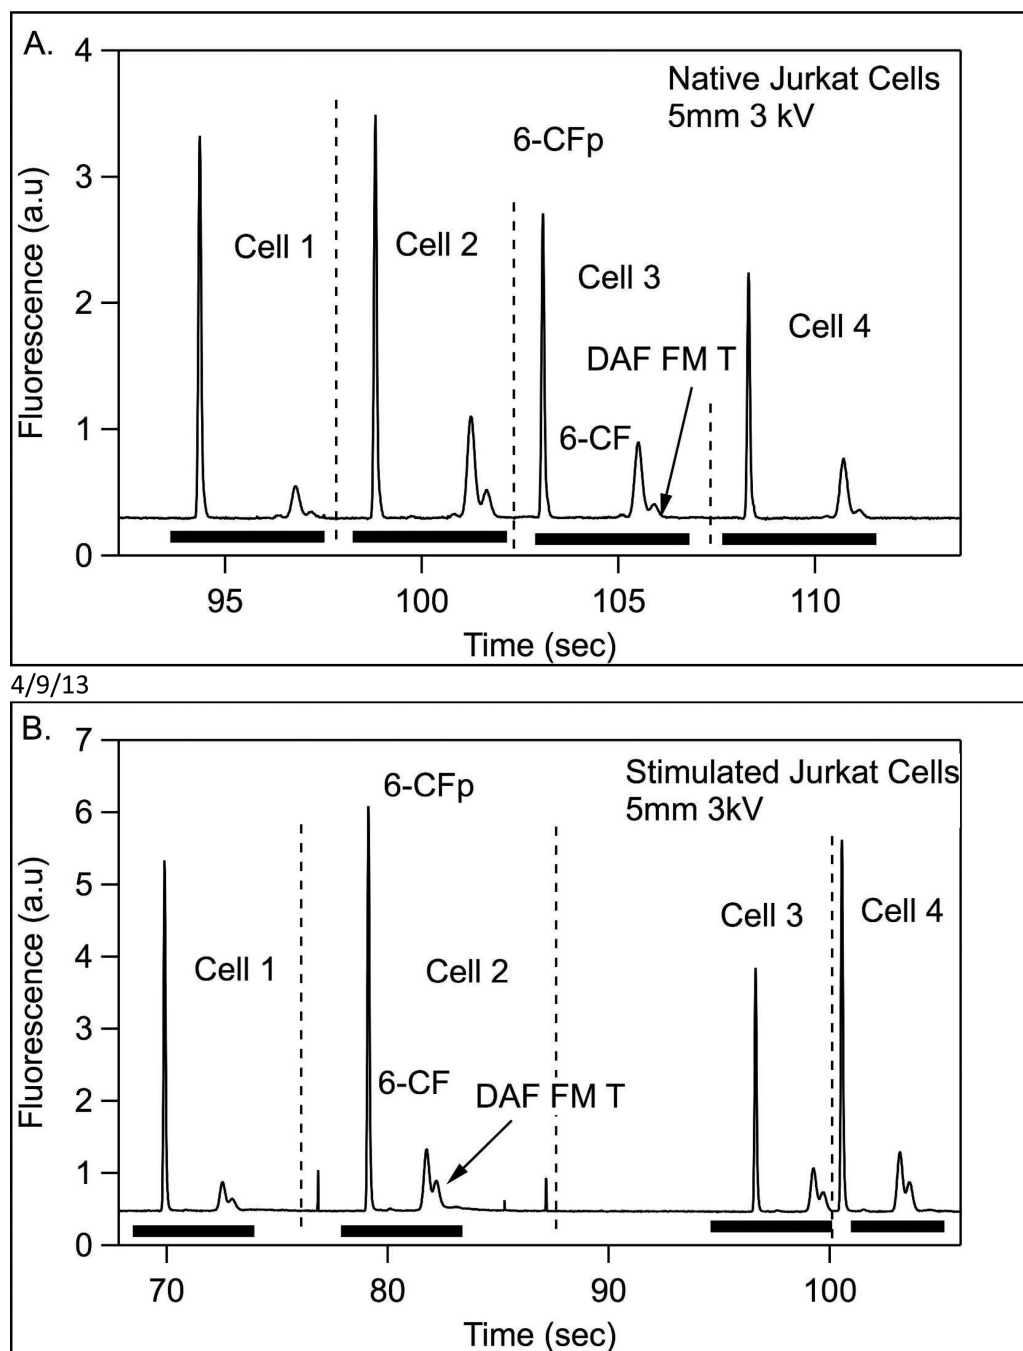 A.
4
Native Jurkat Cells
5mm 3 kV
6-CFp
3
Cell 1
Cell 2
Cell 3
2
Cell 4
DAF FM T
6-CF
1
0
Fluorescence (a.u)
95
100
105
110
Time (sec)
4/9/13
B.
7
Stimulated Jurkat Cells
5mm 3kV
6-CFp
6
5
Cell 3
Cell 4
Cell 1
Cell 2
4
3
6-CF
DAF FM T
2
1
0
Fluorescence (a.u)
70
80
90
100
Time (sec)